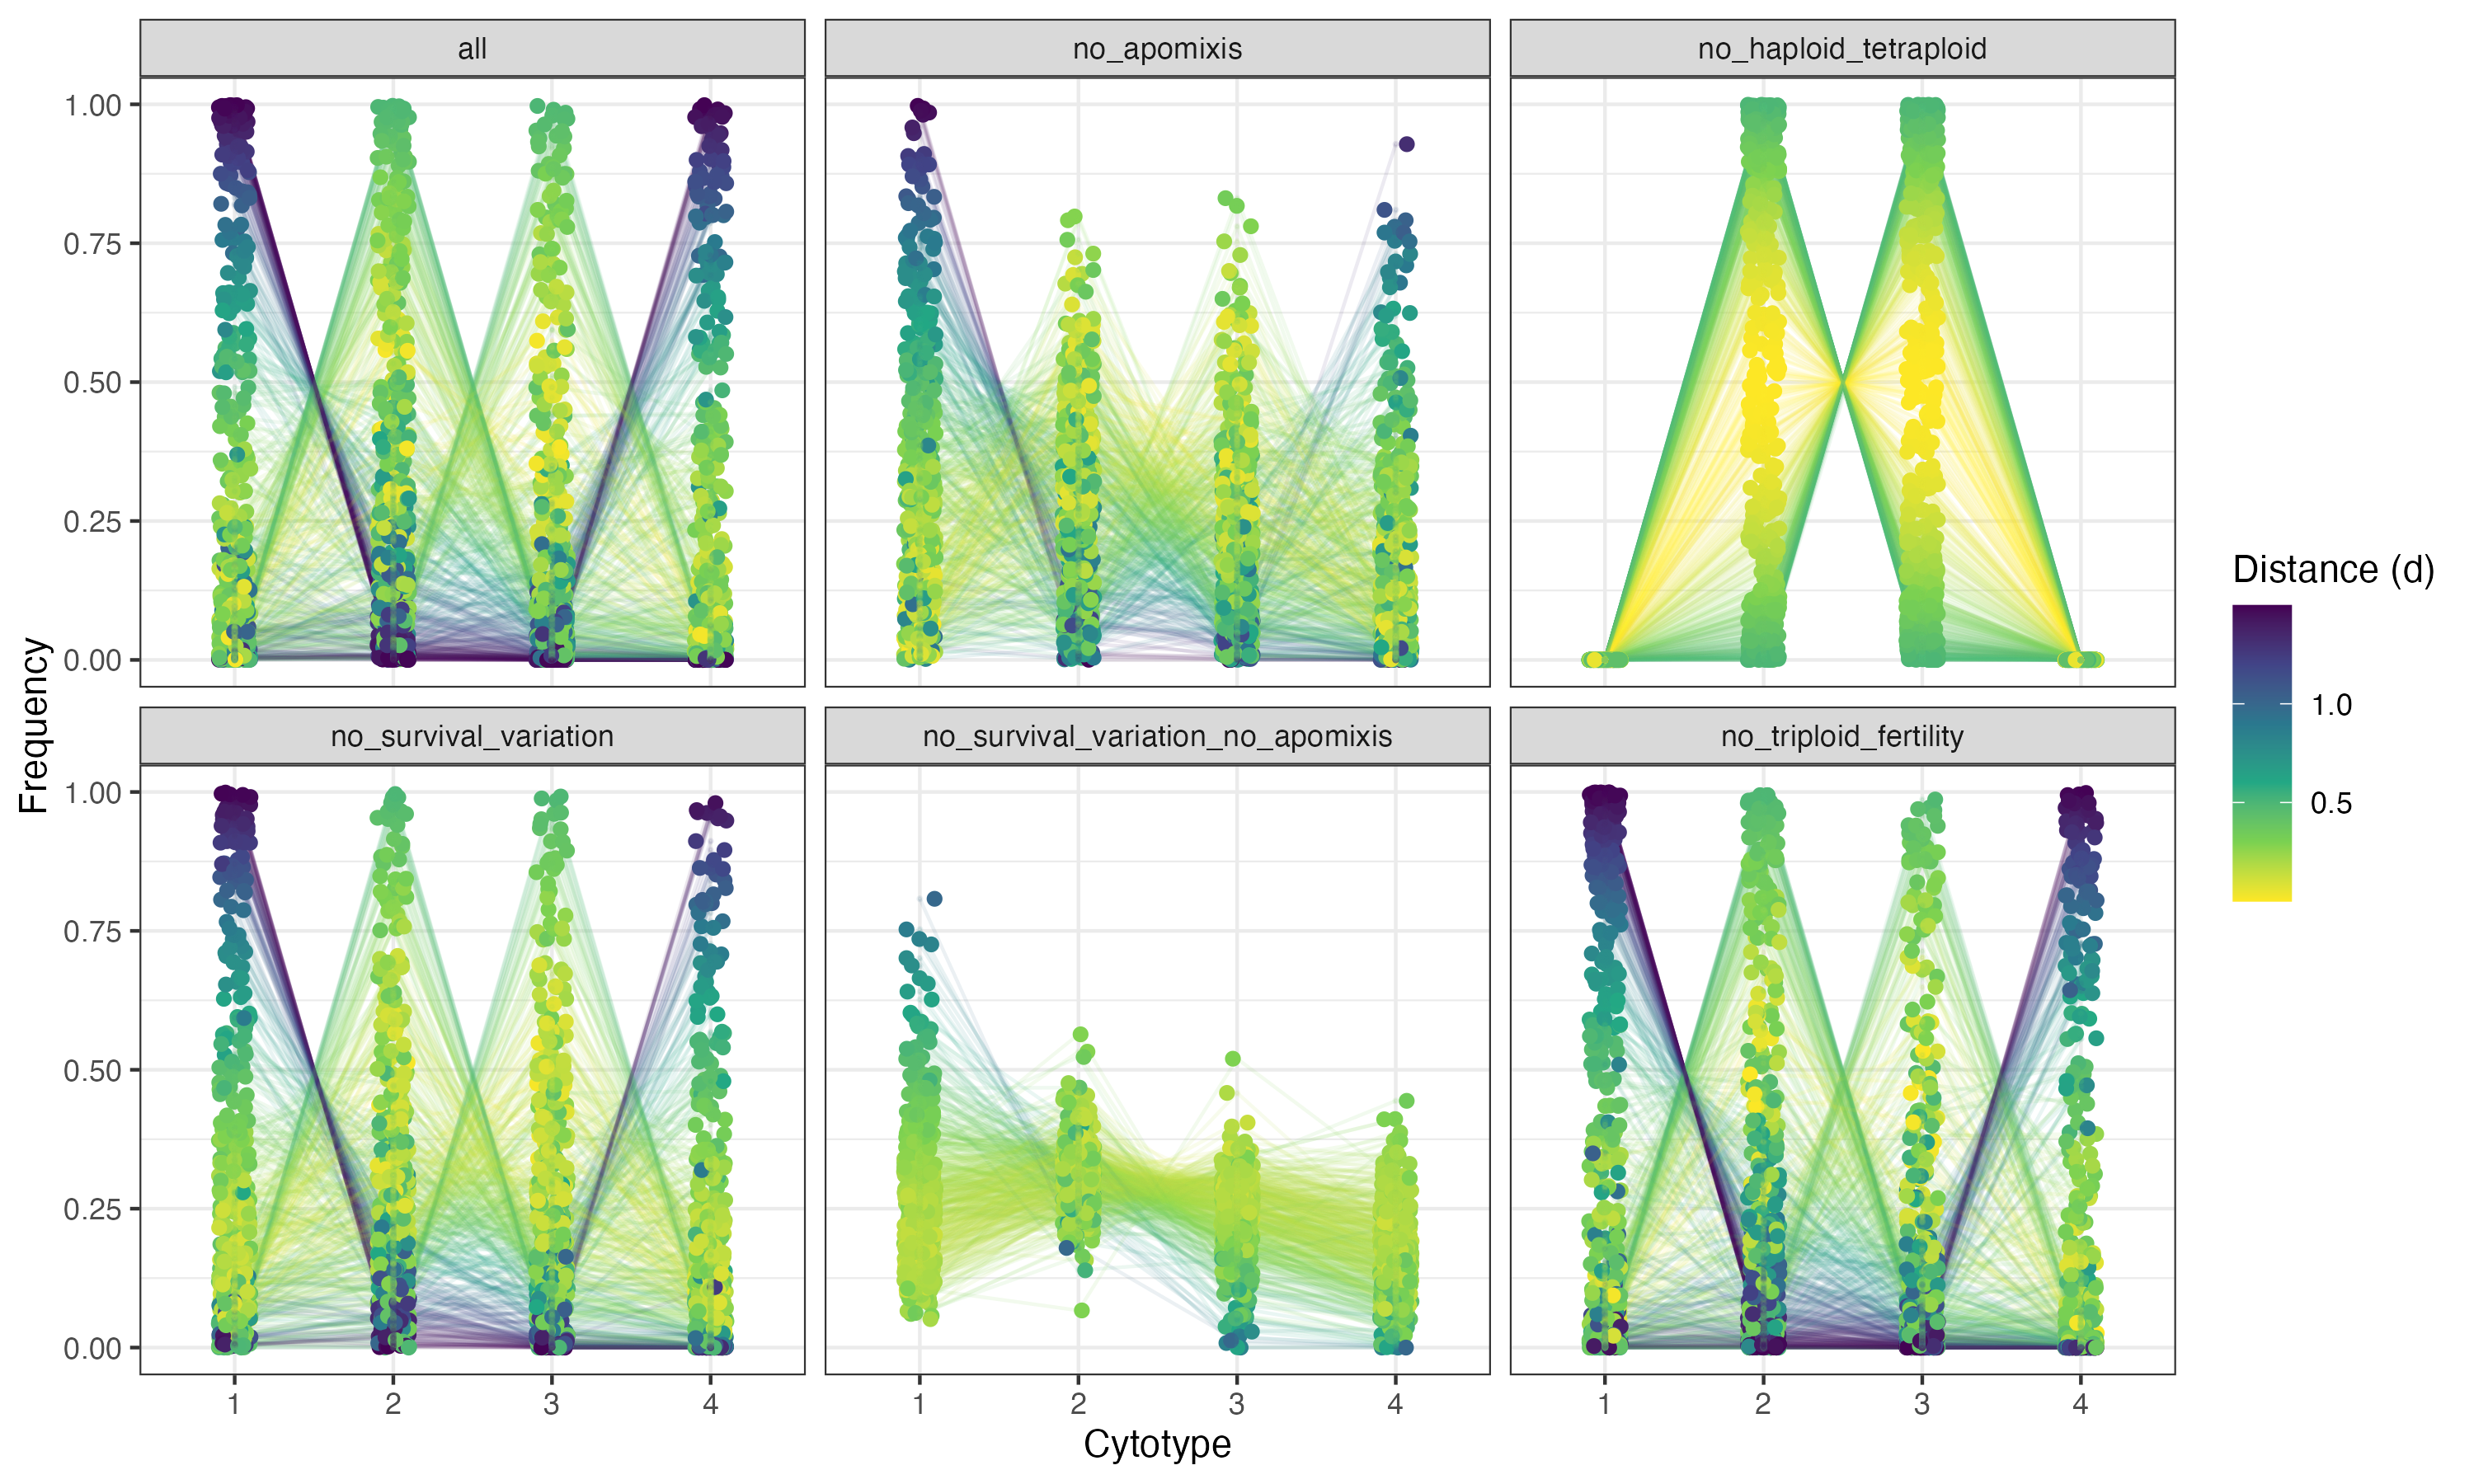 all
no_apomixis
no_haploid_tetraploid
1.00
0.75
0.50
0.25
0.00
no_survival_variation
no_survival_variation_no_apomixis
no_triploid_fertility
1.00
0.75
0.50
0.25
0.00
Frequency
1 2 3 4
1 2 3 4
1 2 3 4
Cytotype
Distance (d)
1.0
0.5